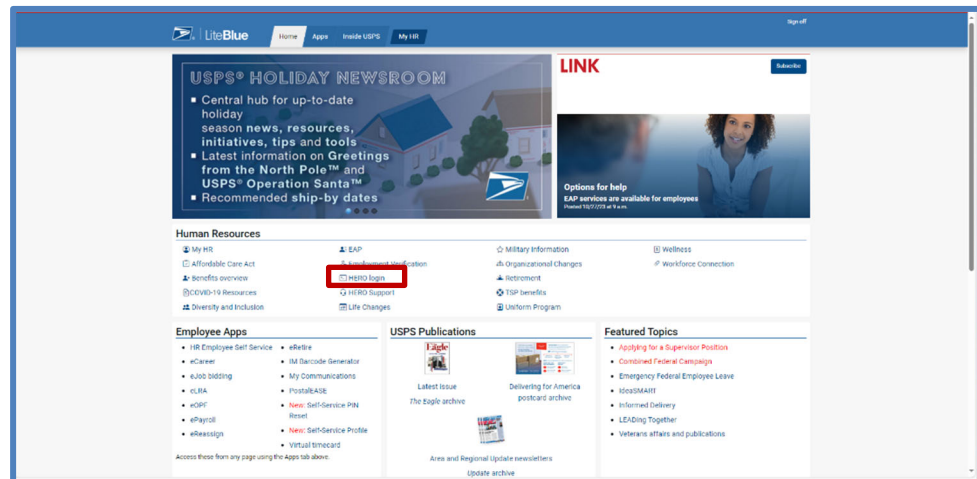 Sign off
LiteBlue
Home Apps Inside USPS My HR
USPS® HOLIDAY NEWSROOM
▪ Central hub for up-to-date
holiday
season news, resources,
initiatives, tips and tools
▪ Latest information on Greetings
from the North Pole™ and
USPS® Operation Santa™
▪ Recommended ship-by dates
LINK
Subscribe
Options for help
EAP services are available for employees
Posted 10/27/23 at 9 a.m.
Human Resources
My HR
Affordable Care Act
Benefits overview
COVID-19 Resources
Diversity and Inclusion
EAP
Employment Verification
HERO login
HERO Support
Life Changes
Military Information
Organizational Changes
Retirement
TSP benefits
Uniform Program
Wellness
Workforce Connection
Employee Apps
• HR Employee Self Service
• eCareer
• eJob bidding
• eLRA
• eOPF
• ePayroll
• eReassign
• eRetire
• IM Barcode Generator
• My Communications
• PostalEASE
• New: Self-Service PIN
Reset
• New: Self-Service Profile
• Virtual timecard
Access these from any page using the Apps tab above.
USPS Publications
Eagle
Latest issue
The Eagle archive
Delivering for America
postcard archive
Area and Regional Update newsletters
Update archive
Featured Topics
• Applying for a Supervisor Position
• Combined Federal Campaign
• Emergency Federal Employee Leave
• IdeaSMART
• Informed Delivery
• LEADing Together
• Veterans affairs and publications